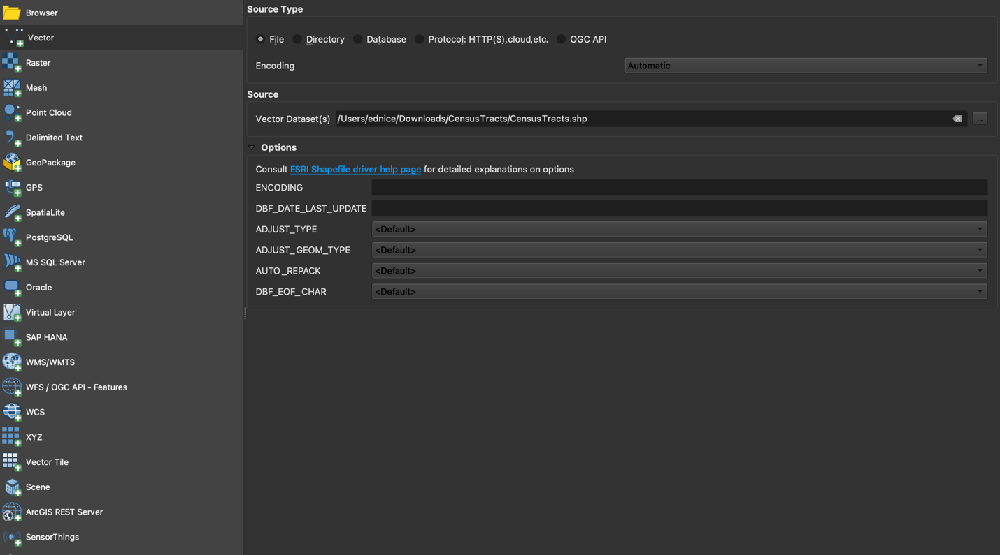 Browser
Vector
Raster
Mesh
Point Cloud
Delimited Text
GeoPackage
GPS
SpatiaLite
PostgreSQL
MS SQL Server
Oracle
Virtual Layer
SAP HANA
WMS/WMTS
WFS / OGC API - Features
WCS
XYZ
Vector Tile
Scene
ArcGIS REST Server
SensorThings
Source Type
File Directory Database Protocol: HTTP(S),cloud,etc. OGC API
Encoding Automatic
Source
Vector Dataset(s) /Users/ednice/Downloads/CensusTracts/CensusTracts.shp ...
Options
Consult ESRI Shapefile driver help page for detailed explanations on options
ENCODING
DBF_DATE_LAST_UPDATE
ADJUST_TYPE <Default>
ADJUST_GEOM_TYPE <Default>
AUTO_REPACK <Default>
DBF_EOF_CHAR <Default>